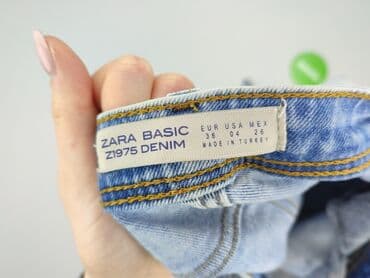 ZARA BASIC
Z1975 DENIM
EUR USA MEX
36 04 26
MADE IN TURKEY